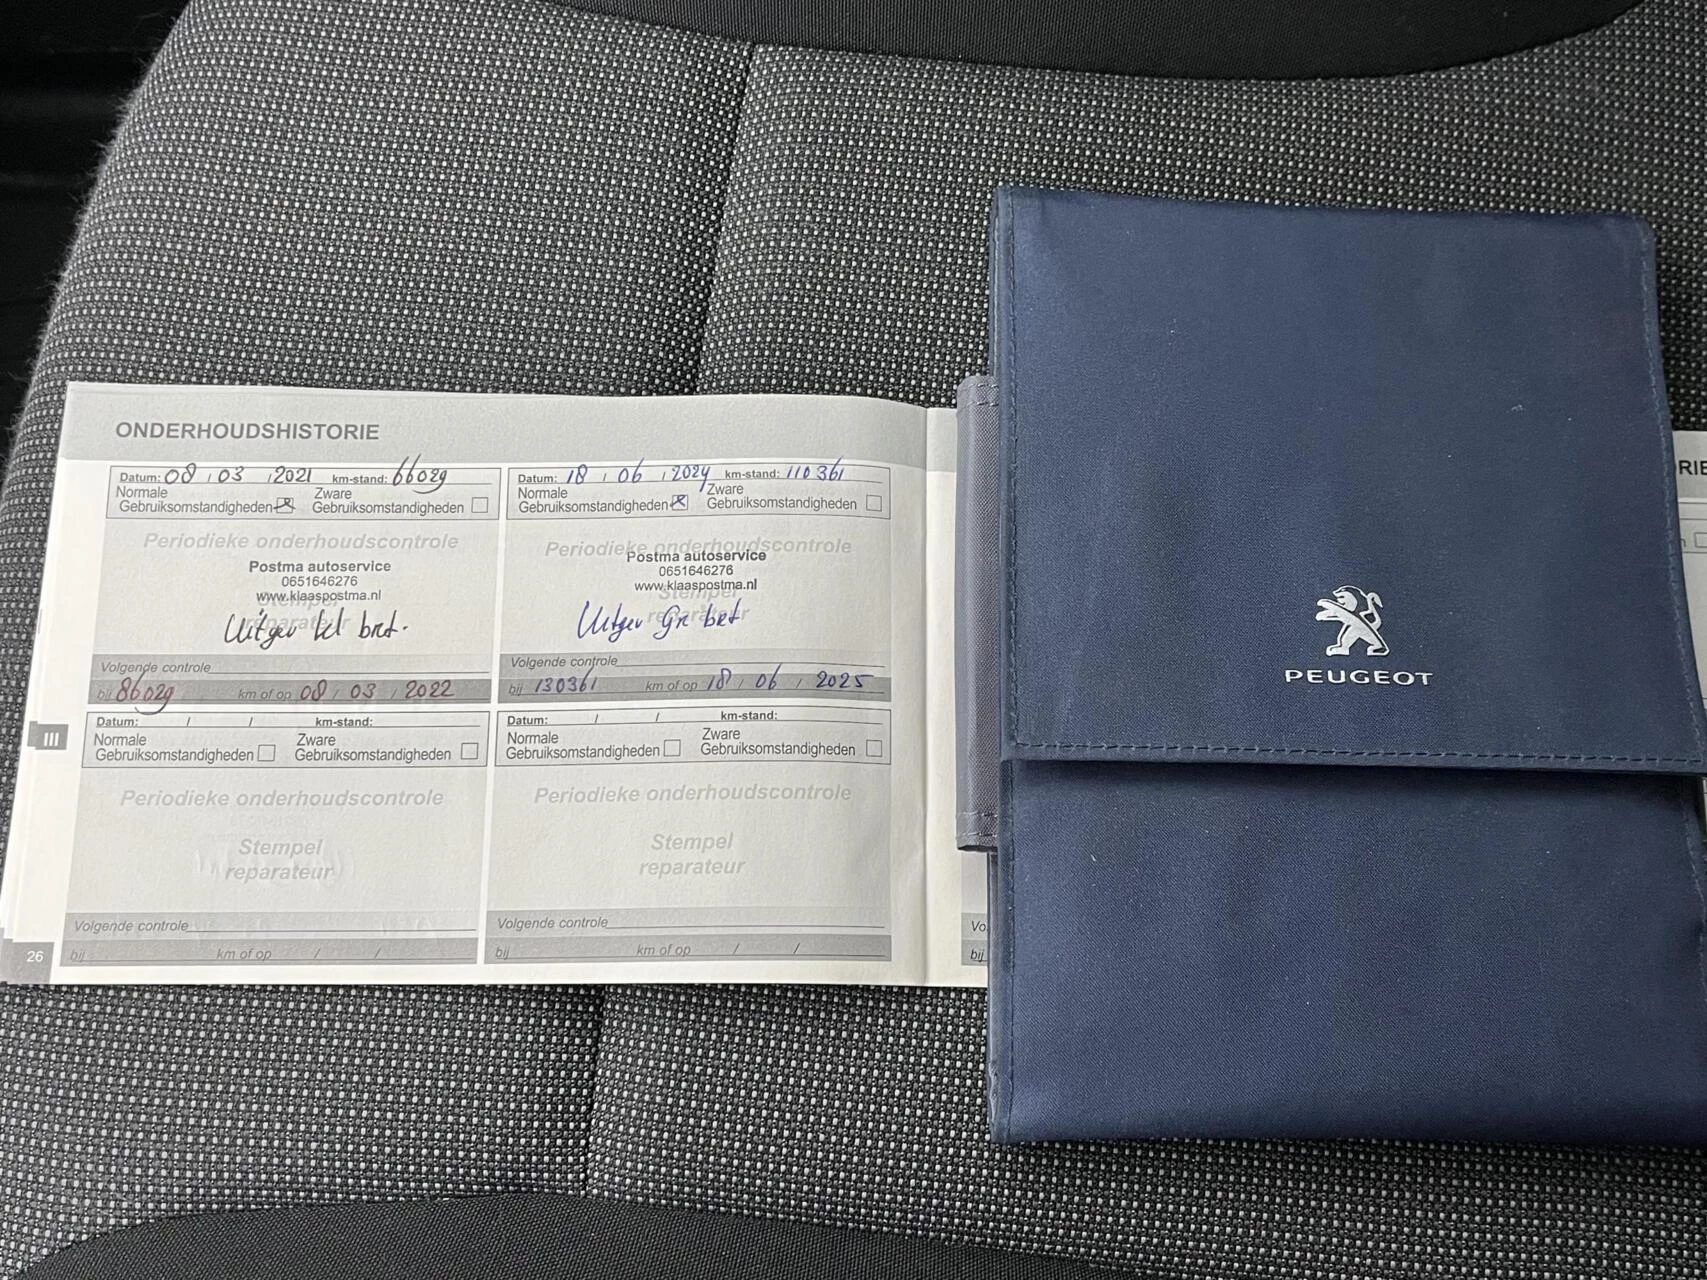 ONDERHOUDSHISTORIE
Datum: 08 / 03 / 2021 km-stand: 66029
Normale Gebruiksomstandigheden Zware Gebruiksomstandigheden
Periodieke onderhoudscontrole
Postma autoservice
0651646276
www.klaaspostma.nl
Stempel
reparateur
Volgende controle
bij 86029 km of op 08 / 03 / 2022
Datum: 18 / 06 / 2024 km-stand: 110361
Normale Gebruiksomstandigheden Zware Gebruiksomstandigheden
Periodieke onderhoudscontrole
Postma autoservice
0651646276
www.klaaspostma.nl
Stempel
reparateur
Volgende controle
bij 130361 km of op 18 / 06 / 2025
III
Datum: / / km-stand:
Normale Gebruiksomstandigheden Zware Gebruiksomstandigheden
Periodieke onderhoudscontrole
Stempel
reparateur
Volgende controle
bij km of op / /
Datum: / / km-stand:
Normale Gebruiksomstandigheden Zware Gebruiksomstandigheden
Periodieke onderhoudscontrole
Stempel
reparateur
Volgende controle
bij km of op / /
26
PEUGEOT